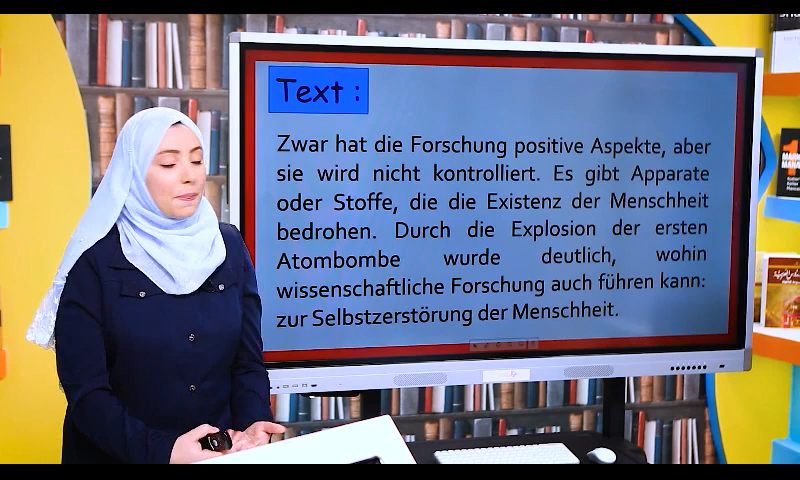 Text :
Zwar hat die Forschung positive Aspekte, aber
sie wird nicht kontrolliert. Es gibt Apparate
oder Stoffe, die die Existenz der Menschheit
bedrohen. Durch die Explosion der ersten
Atombombe wurde deutlich, wohin
wissenschaftliche Forschung auch führen kann:
zur Selbstzerstörung der Menschheit.